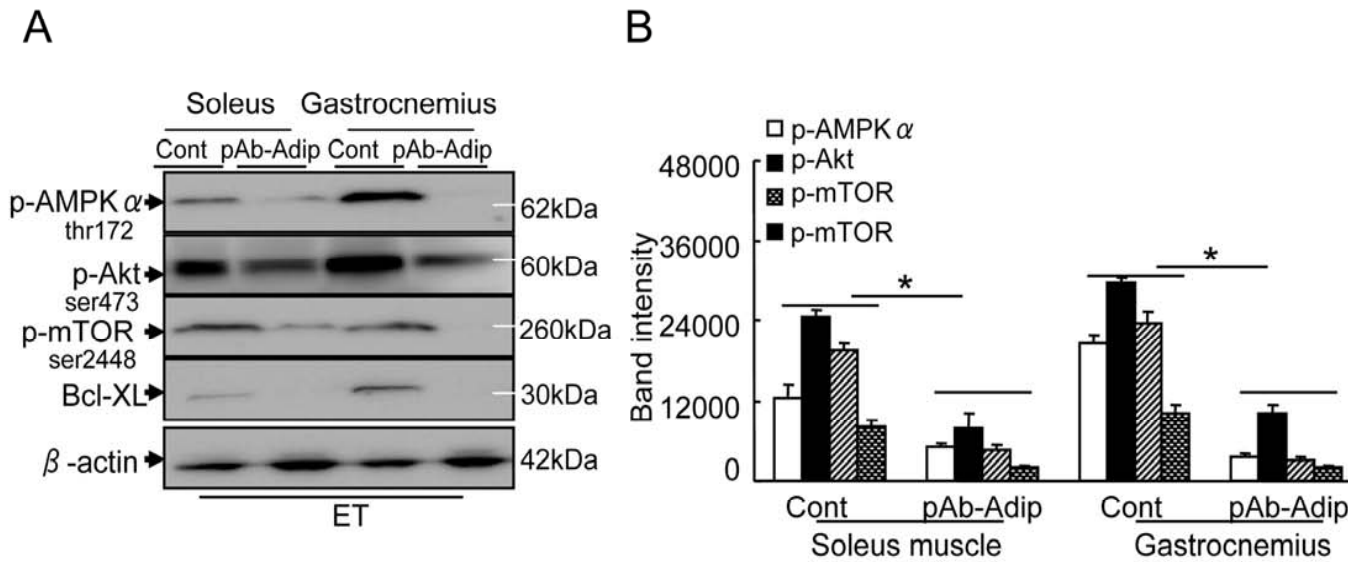 A
Soleus Gastrocnemius
Cont pAb-Adip Cont pAb-Adip
p-AMPK α
thr172
62kDa
p-Akt
ser473
60kDa
p-mTOR
ser2448
260kDa
Bcl-XL
30kDa
β-actin
42kDa
ET
B
p-AMPK α
p-Akt
p-mTOR
p-mTOR
Band intensity
48000
36000
24000
12000
0
*
*
Cont pAb-Adip Cont pAb-Adip
Soleus muscle Gastrocnemius